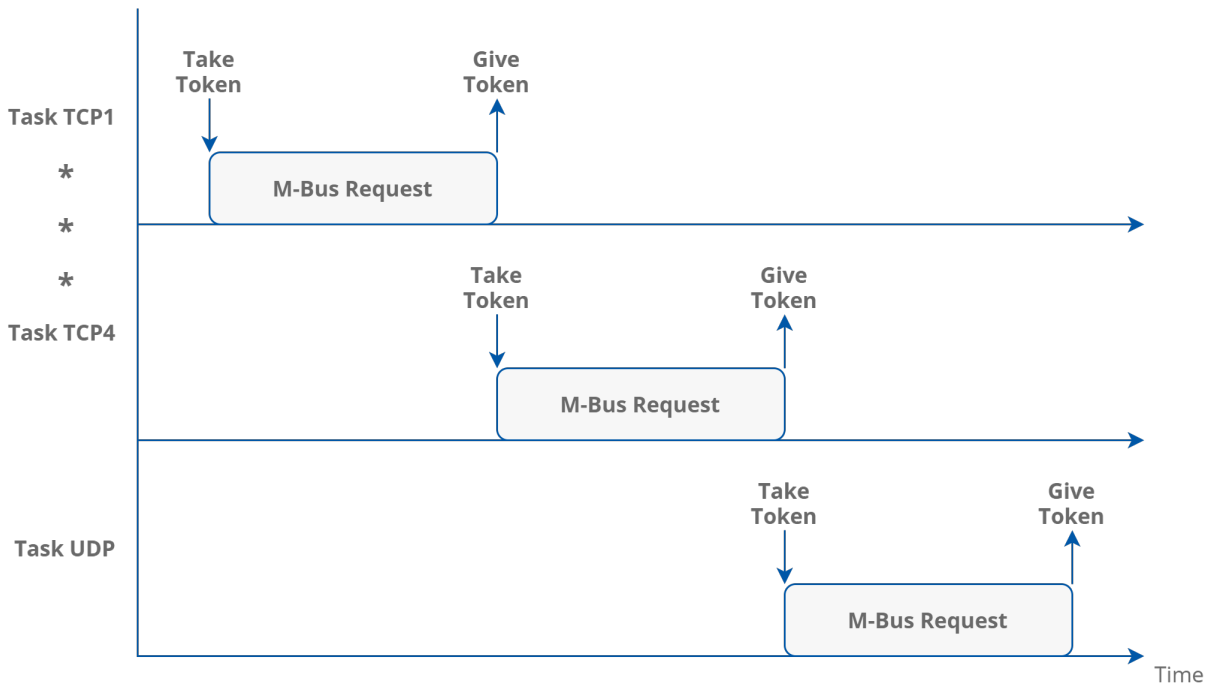 Take
Token
Give
Token
Task TCP1
*
M-Bus Request
*
*
Take
Token
Give
Token
Task TCP4
M-Bus Request
Take
Token
Give
Token
Task UDP
M-Bus Request
Time